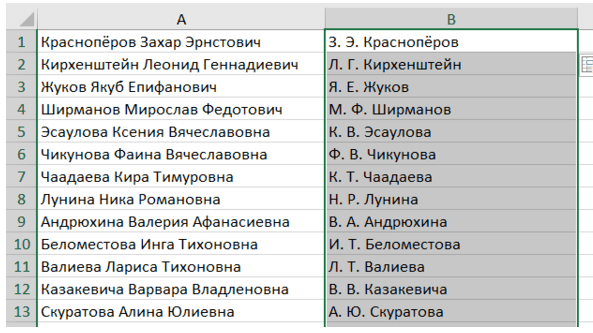 A B
1 Краснопёров Захар Эрнстович З. Э. Краснопёров
2 Кирхенштейн Леонид Геннадиевич Л. Г. Кирхенштейн
3 Жуков Якуб Епифанович Я. Е. Жуков
4 Ширманов Мирослав Федотович М. Ф. Ширманов
5 Эсаулова Ксения Вячеславовна К. В. Эсаулова
6 Чикунова Фаина Вячеславовна Ф. В. Чикунова
7 Чаадаева Кира Тимуровна К. Т. Чаадаева
8 Лунина Ника Романовна Н. Р. Лунина
9 Андрюхина Валерия Афанасиевна В. А. Андрюхина
10 Беломестова Инга Тихоновна И. Т. Беломестова
11 Валиева Лариса Тихоновна Л. Т. Валиева
12 Казакевича Варвара Владленовна В. В. Казакевича
13 Скуратова Алина Юлиевна А. Ю. Скуратова